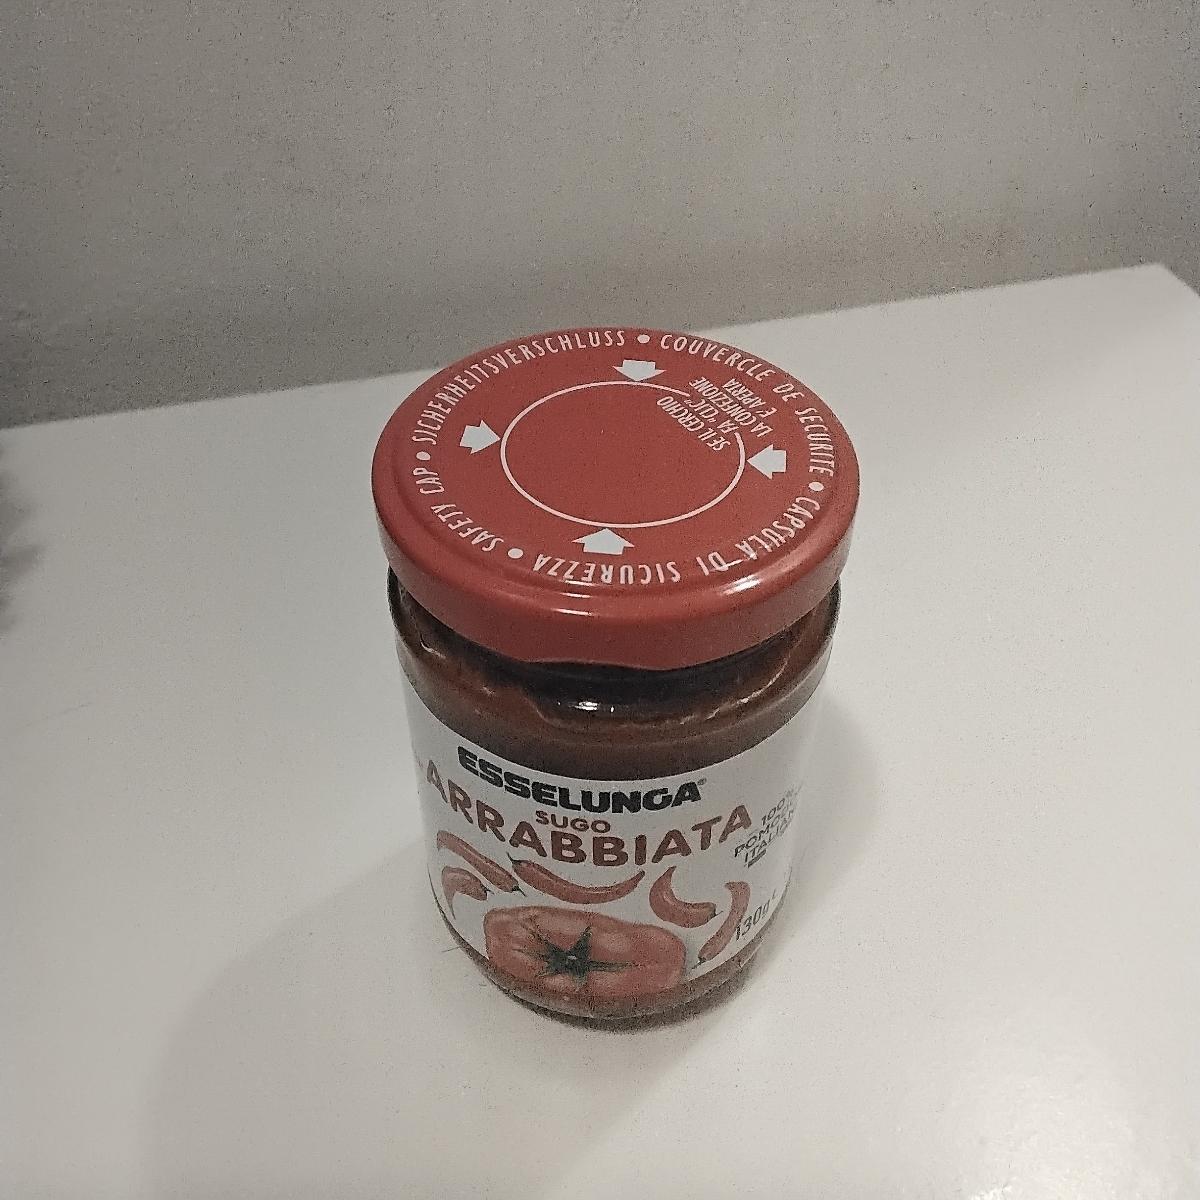 SICHERHEITSVERSCHLUSS • COUVERCLE DE SECURITE • CAPSULA DI SICUREZZA • SAFETY CAP •
SE IL CERCHIO
FA "CLIC"
LA CONFEZIONE
E' APERTA
ESSELUNGA®
SUGO
ARRABBIATA
100%
ITALIANO
130g